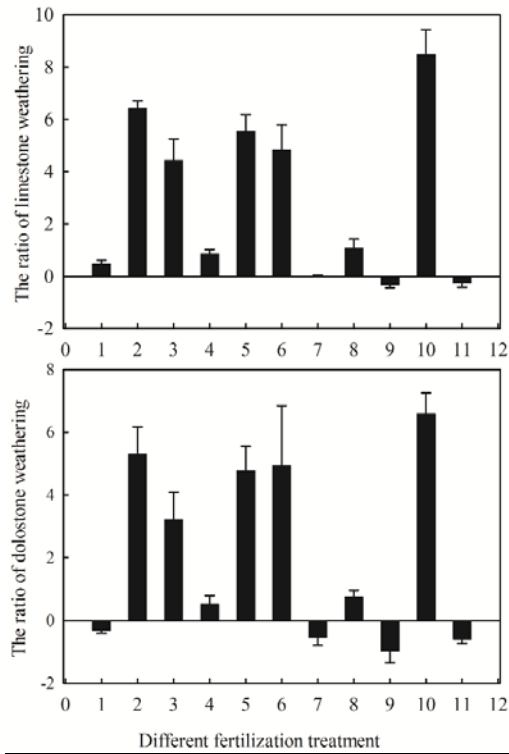 The ratio of limestone weathering
10
8
6
4
2
0
-2
0 1 2 3 4 5 6 7 8 9 10 11 12
The ratio of dolostone weathering
8
6
4
2
0
-2
0 1 2 3 4 5 6 7 8 9 10 11 12
Different fertilization treatment